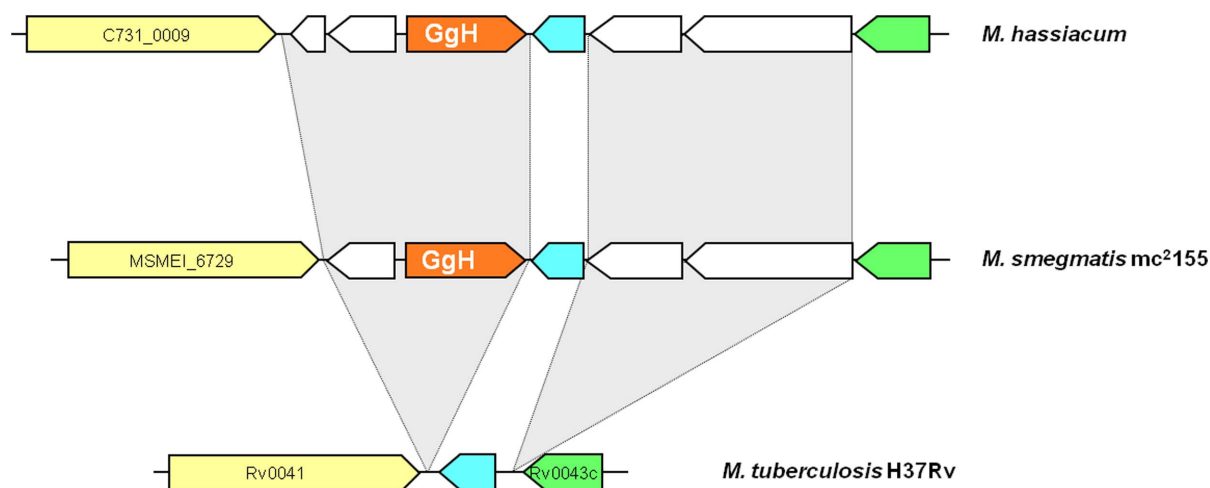 C731_0009 GgH M. hassiacum
MSMEI_6729 GgH M. smegmatis mc²155
Rv0041 Rv0043c M. tuberculosis H37Rv